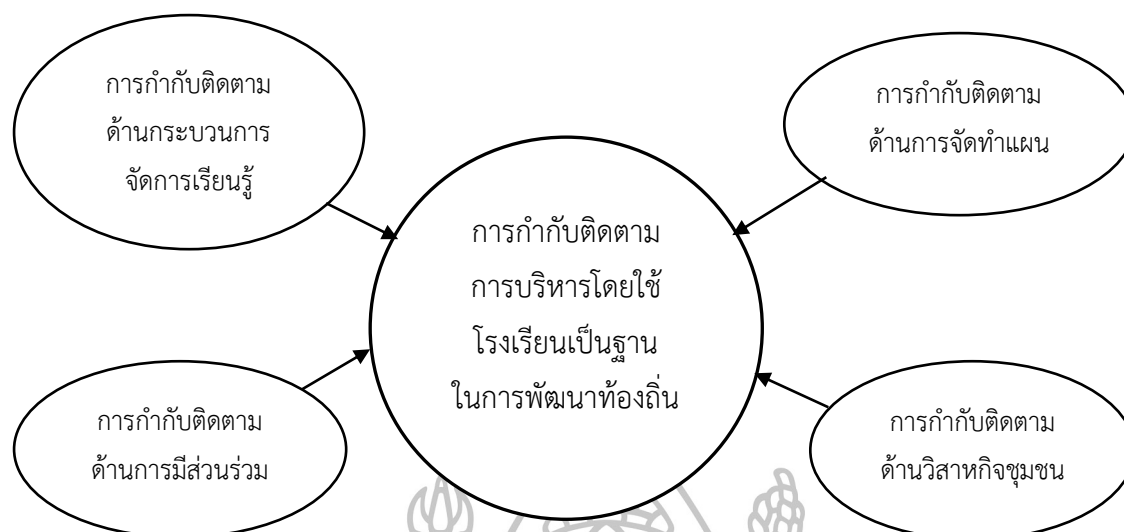 การกำกับติดตาม
ด้านกระบวนการ
จัดการเรียนรู้
การกำกับติดตาม
ด้านการจัดทำแผน
การกำกับติดตาม
การบริหารโดยใช้
โรงเรียนเป็นฐาน
ในการพัฒนาท้องถิ่น
การกำกับติดตาม
ด้านการมีส่วนร่วม
การกำกับติดตาม
ด้านวิสาหกิจชุมชน